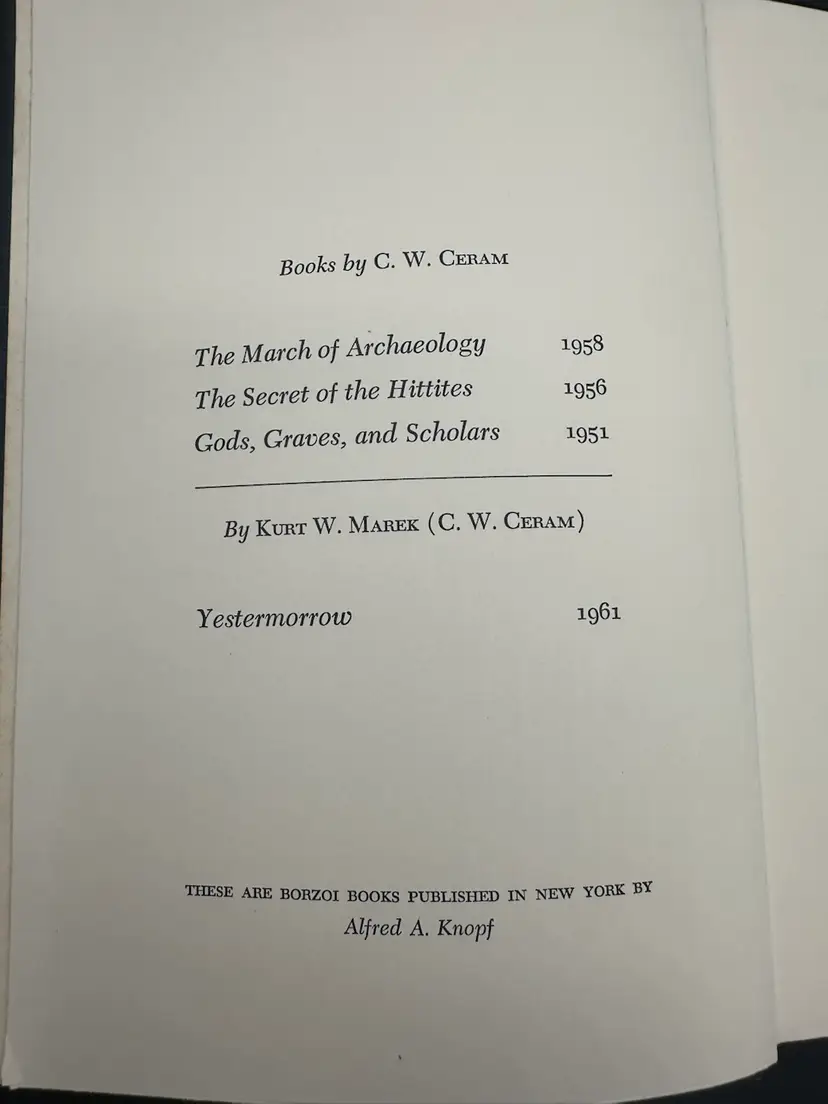 Books by C. W. CERAM
The March of Archaeology 1958
The Secret of the Hittites 1956
Gods, Graves, and Scholars 1951
By KURT W. MAREK (C. W. CERAM)
Yestermorrow 1961
THESE ARE BORZOI BOOKS PUBLISHED IN NEW YORK BY
Alfred A. Knopf